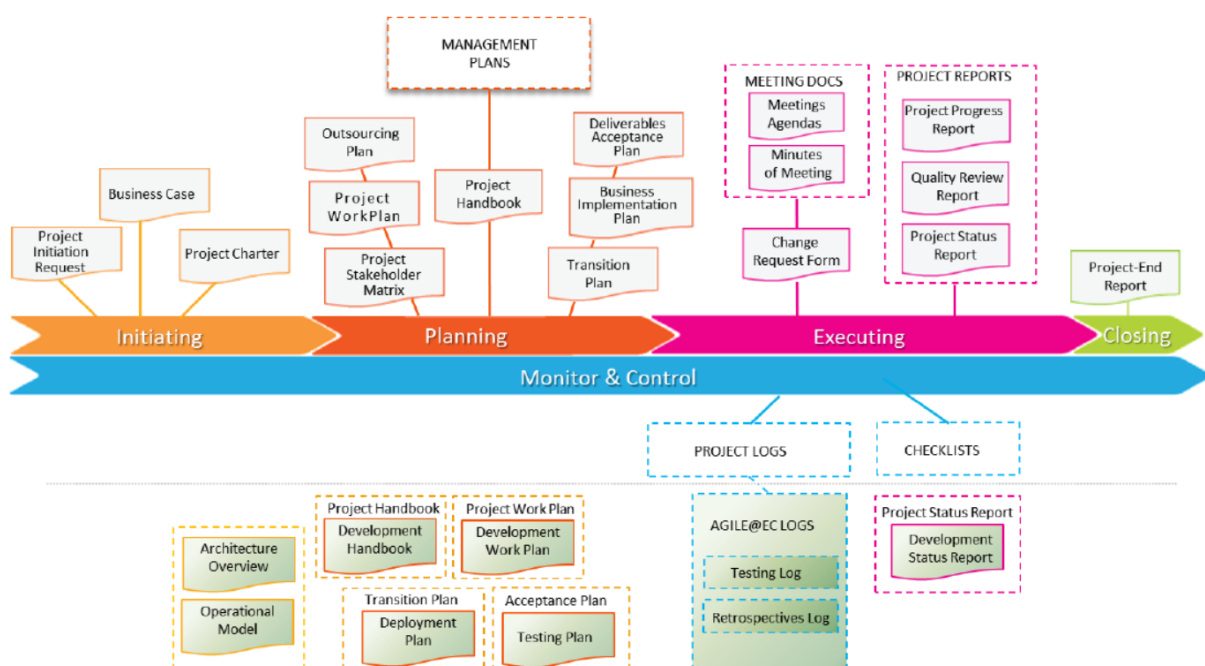 MANAGEMENT
PLANS
MEETING DOCS
Meetings
Agendas
Minutes
of Meeting
PROJECT REPORTS
Project Progress
Report
Quality Review
Report
Project Status
Report
Outsourcing
Plan
Project
WorkPlan
Project
Stakeholder
Matrix
Project
Handbook
Deliverables
Acceptance
Plan
Business
Implementation
Plan
Transition
Plan
Business Case
Project
Initiation
Request
Project Charter
Change
Request Form
Project-End
Report
Initiating
Planning
Executing
Closing
Monitor & Control
PROJECT LOGS
CHECKLISTS
Architecture
Overview
Operational
Model
Project Handbook
Development
Handbook
Project Work Plan
Development
Work Plan
Transition Plan
Deployment
Plan
Acceptance Plan
Testing Plan
AGILE@EC LOGS
Testing Log
Retrospectives Log
Project Status Report
Development
Status Report